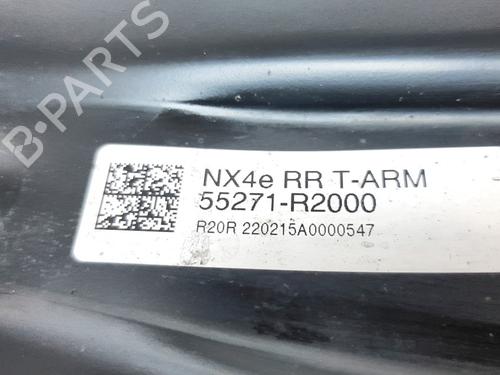 B-PARTS
NX4e RR T-ARM
55271-R2000
R20R 220215A0000547